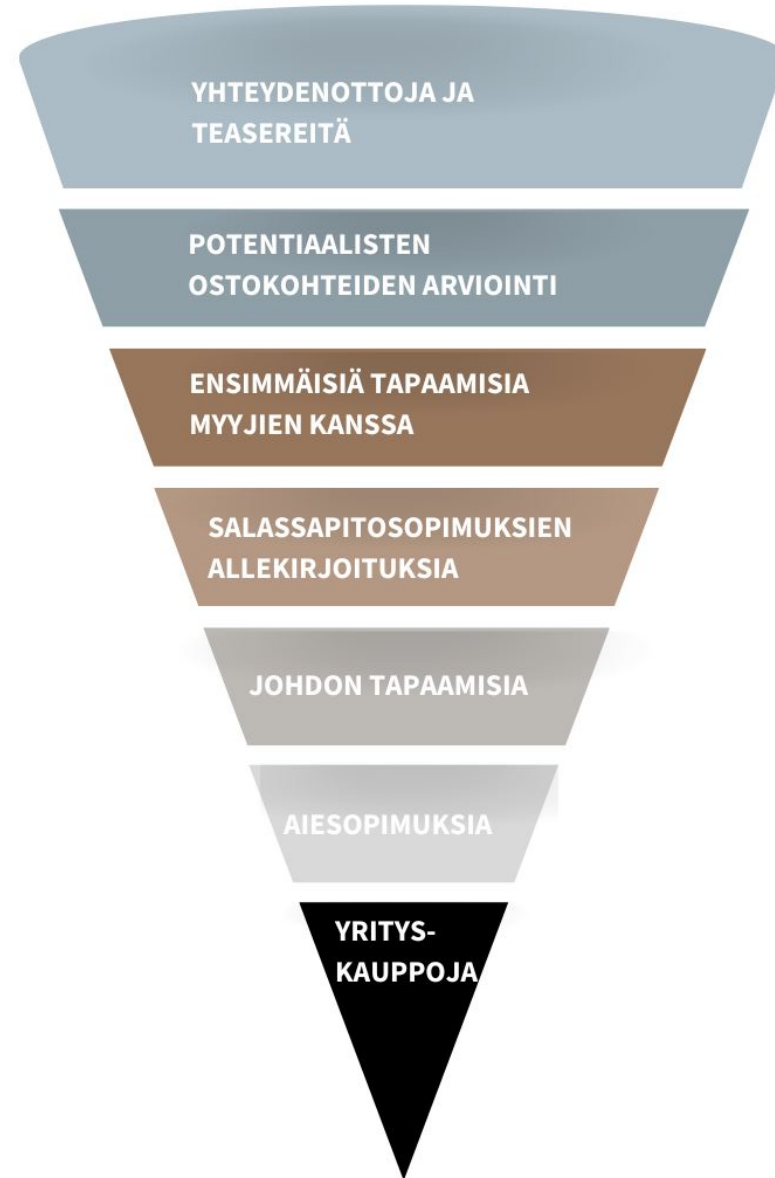 YHTEYDENOTTOJA JA
TEASEREITÄ
POTENTIAALISTEN
OSTOKOHTEIDEN ARVIOINTI
ENSIMMÄISIÄ TAPAAMISIA
MYYJIEN KANSSA
SALASSAPITOSOPIMUKSIEN
ALLEKIRJOITUKSIA
JOHDON TAPAAMISIA
AIESOPIMUKSIA
YRITYS-
KAUPPOJA